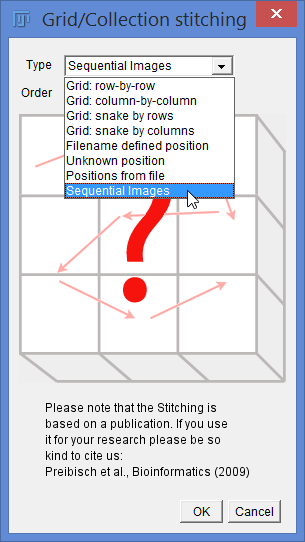 Grid/Collection stitching
Type Sequential Images
Order
Grid: row-by-row
Grid: column-by-column
Grid: snake by rows
Grid: snake by columns
Filename defined position
Unknown position
Positions from file
Sequential Images
?
Please note that the Stitching is
based on a publication. If you use
it for your research please be so
kind to cite us:
Preibisch et al., Bioinformatics (2009)
OK Cancel